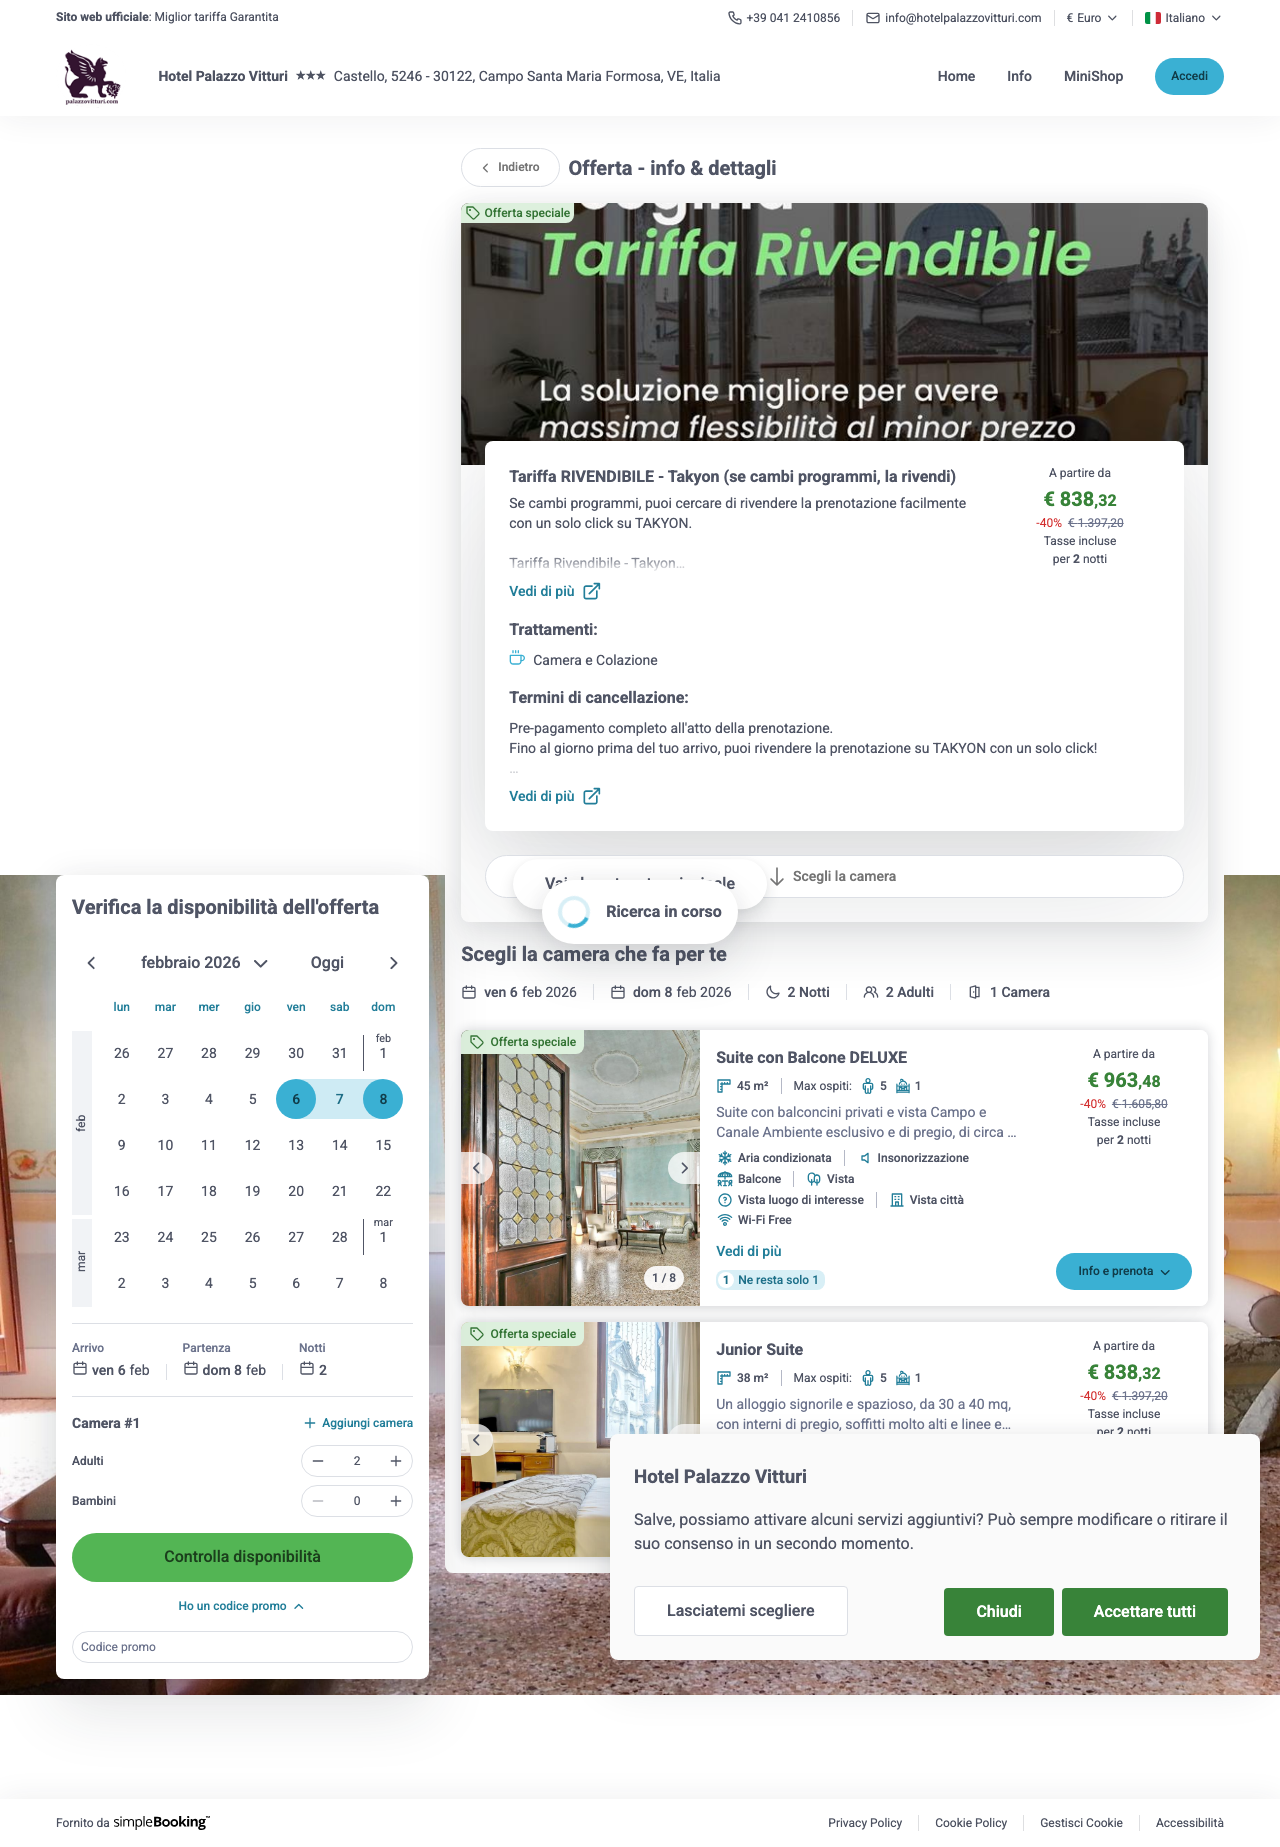 Sito web ufficiale: Miglior tariffa Garantita
+39 041 2410856
info@hotelpalazzovitturi.com
€ Euro
Italiano
palazzovitturi.com
Hotel Palazzo Vitturi ★★★ Castello, 5246 - 30122, Campo Santa Maria Formosa, VE, Italia
Home
Info
MiniShop
Accedi
Indietro
Offerta - info & dettagli
Offerta speciale
Tariffa Rivendibile
La soluzione migliore per avere
massima flessibilità al minor prezzo
Tariffa RIVENDIBILE - Takyon (se cambi programmi, la rivendi)
Se cambi programmi, puoi cercare di rivendere la prenotazione facilmente
con un solo click su TAKYON.
Tariffa Rivendibile - Takyon...
Vedi di più
A partire da
€ 838,32
-40% € 1.397,20
Tasse incluse
per 2 notti
Trattamenti:
Camera e Colazione
Termini di cancellazione:
Pre-pagamento completo all'atto della prenotazione.
Fino al giorno prima del tuo arrivo, puoi rivendere la prenotazione su TAKYON con un solo click!
...
Vedi di più
Scegli la camera
Ricerca in corso
Verifica la disponibilità dell'offerta
febbraio 2026
Oggi
lun mar mer gio ven sab dom
feb
26 27 28 29 30 31 feb 1
2 3 4 5 6 7 8
9 10 11 12 13 14 15
16 17 18 19 20 21 22
mar
23 24 25 26 27 28 mar 1
2 3 4 5 6 7 8
Arrivo
ven 6 feb
Partenza
dom 8 feb
Notti
2
Camera #1
Aggiungi camera
Adulti
2
Bambini
0
Controlla disponibilità
Ho un codice promo
Codice promo
Scegli la camera che fa per te
ven 6 feb 2026
dom 8 feb 2026
2 Notti
2 Adulti
1 Camera
Offerta speciale
1 / 8
Suite con Balcone DELUXE
45 m²
Max ospiti: 5 1
Suite con balconcini privati e vista Campo e
Canale Ambiente esclusivo e di pregio, di circa ...
Aria condizionata
Insonorizzazione
Balcone
Vista
Vista luogo di interesse
Vista città
Wi-Fi Free
Vedi di più
1 Ne resta solo 1
A partire da
€ 963,48
-40% € 1.605,80
Tasse incluse
per 2 notti
Info e prenota
Offerta speciale
Junior Suite
38 m²
Max ospiti: 5 1
Un alloggio signorile e spazioso, da 30 a 40 mq,
con interni di pregio, soffitti molto alti e linee e...
A partire da
€ 838,32
-40% € 1.397,20
Tasse incluse
per 2 notti
Hotel Palazzo Vitturi
Salve, possiamo attivare alcuni servizi aggiuntivi? Può sempre modificare o ritirare il
suo consenso in un secondo momento.
Lasciatemi scegliere
Chiudi
Accettare tutti
Fornito da simpleBooking™
Privacy Policy
Cookie Policy
Gestisci Cookie
Accessibilità